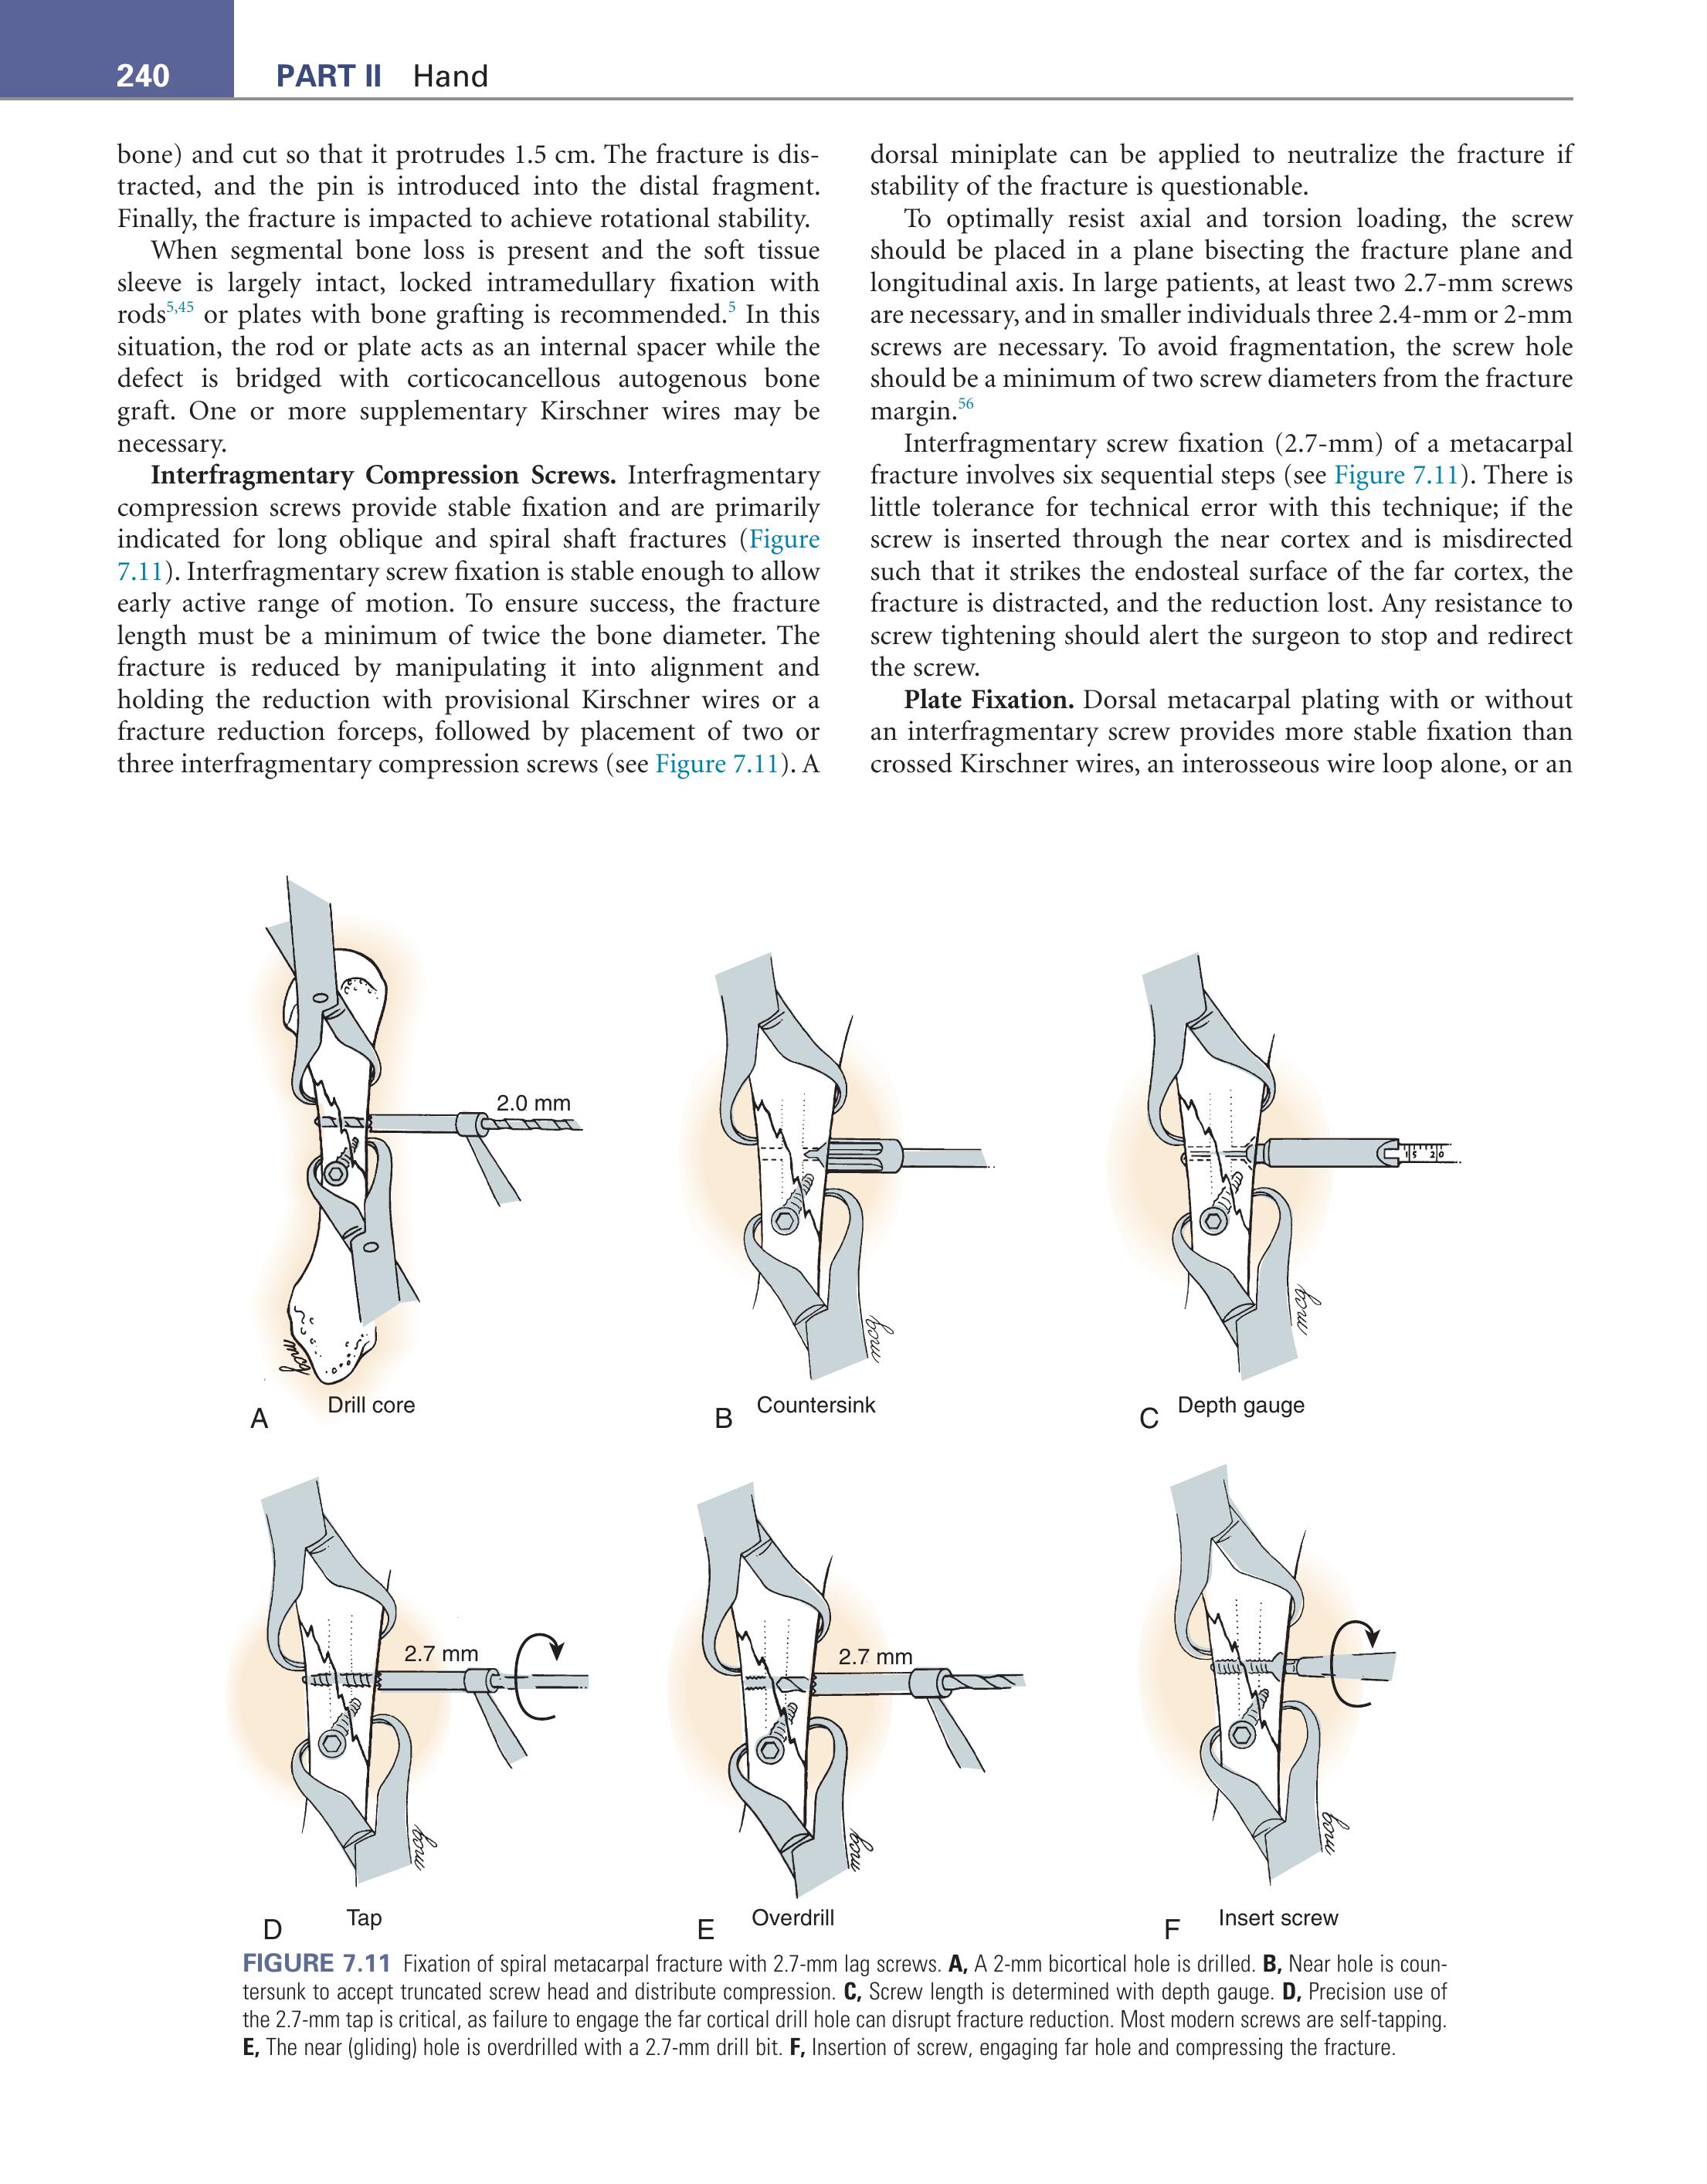 240 PART II Hand
bone) and cut so that it protrudes 1.5 cm. The fracture is dis-
tracted, and the pin is introduced into the distal fragment.
Finally, the fracture is impacted to achieve rotational stability.
When segmental bone loss is present and the soft tissue
sleeve is largely intact, locked intramedullary fixation with
rods5,45 or plates with bone grafting is recommended.5 In this
situation, the rod or plate acts as an internal spacer while the
defect is bridged with corticocancellous autogenous bone
graft. One or more supplementary Kirschner wires may be
necessary.
Interfragmentary Compression Screws. Interfragmentary
compression screws provide stable fixation and are primarily
indicated for long oblique and spiral shaft fractures (Figure
7.11). Interfragmentary screw fixation is stable enough to allow
early active range of motion. To ensure success, the fracture
length must be a minimum of twice the bone diameter. The
fracture is reduced by manipulating it into alignment and
holding the reduction with provisional Kirschner wires or a
fracture reduction forceps, followed by placement of two or
three interfragmentary compression screws (see Figure 7.11). A
dorsal miniplate can be applied to neutralize the fracture if
stability of the fracture is questionable.
To optimally resist axial and torsion loading, the screw
should be placed in a plane bisecting the fracture plane and
longitudinal axis. In large patients, at least two 2.7-mm screws
are necessary, and in smaller individuals three 2.4-mm or 2-mm
screws are necessary. To avoid fragmentation, the screw hole
should be a minimum of two screw diameters from the fracture
margin.56
Interfragmentary screw fixation (2.7-mm) of a metacarpal
fracture involves six sequential steps (see Figure 7.11). There is
little tolerance for technical error with this technique; if the
screw is inserted through the near cortex and is misdirected
such that it strikes the endosteal surface of the far cortex, the
fracture is distracted, and the reduction lost. Any resistance to
screw tightening should alert the surgeon to stop and redirect
the screw.
Plate Fixation. Dorsal metacarpal plating with or without
an interfragmentary screw provides more stable fixation than
crossed Kirschner wires, an interosseous wire loop alone, or an
2.0 mm
15 20
A Drill core
B Countersink
C Depth gauge
2.7 mm
2.7 mm
D Tap
E Overdrill
F Insert screw
FIGURE 7.11 Fixation of spiral metacarpal fracture with 2.7-mm lag screws. A, A 2-mm bicortical hole is drilled. B, Near hole is coun-
tersunk to accept truncated screw head and distribute compression. C, Screw length is determined with depth gauge. D, Precision use of
the 2.7-mm tap is critical, as failure to engage the far cortical drill hole can disrupt fracture reduction. Most modern screws are self-tapping.
E, The near (gliding) hole is overdrilled with a 2.7-mm drill bit. F, Insertion of screw, engaging far hole and compressing the fracture.